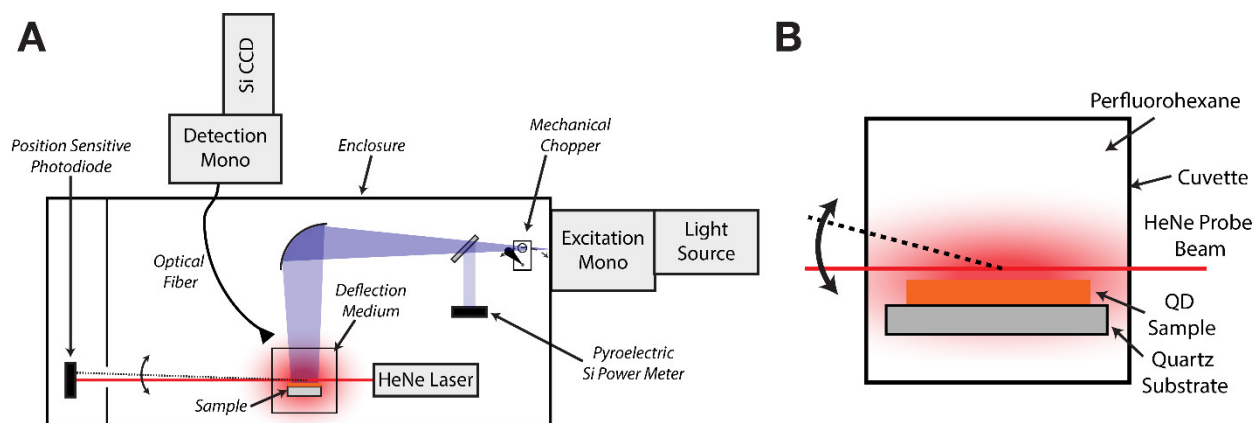 A
Si CCD
Detection
Mono
Position Sensitive
Photodiode
Enclosure
Mechanical
Chopper
Excitation
Mono
Light
Source
Optical
Fiber
Deflection
Medium
Pyroelectric
Si Power Meter
HeNe Laser
Sample
B
Perfluorohexane
Cuvette
HeNe Probe
Beam
QD
Sample
Quartz
Substrate